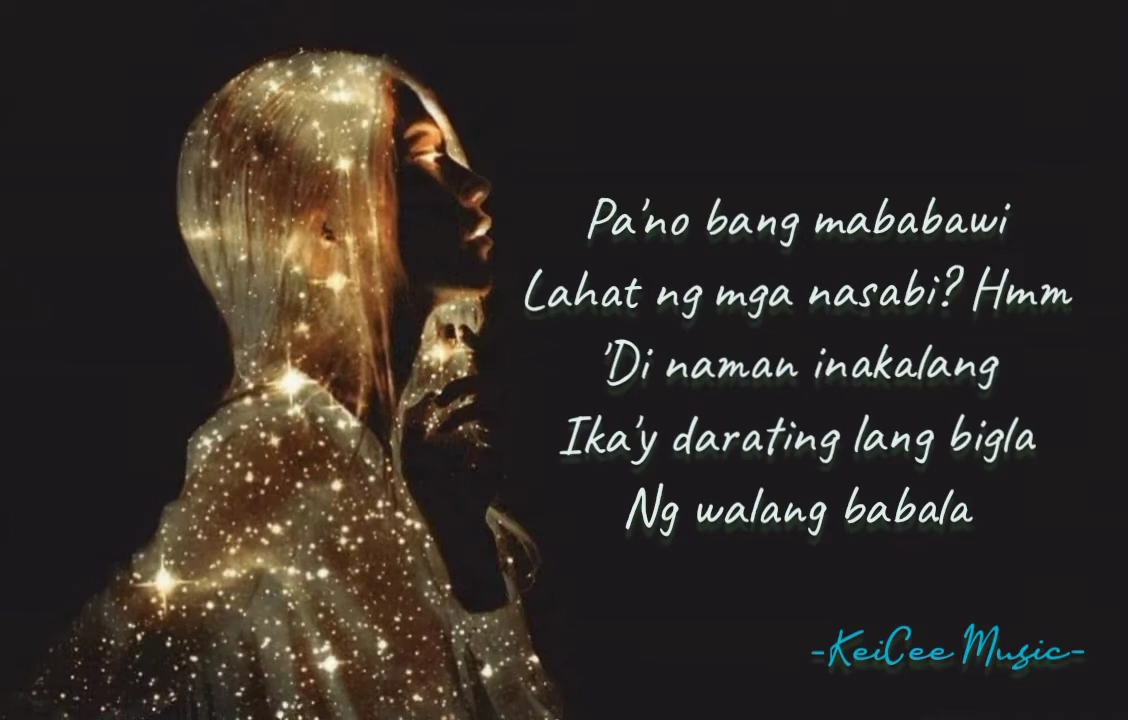 Pa'no bang mababawi
Lahat ng mga nasabi? Hmm
'Di naman inakalang
Ika'y darating lang bigla
Ng walang babala
-KeiCee Music-